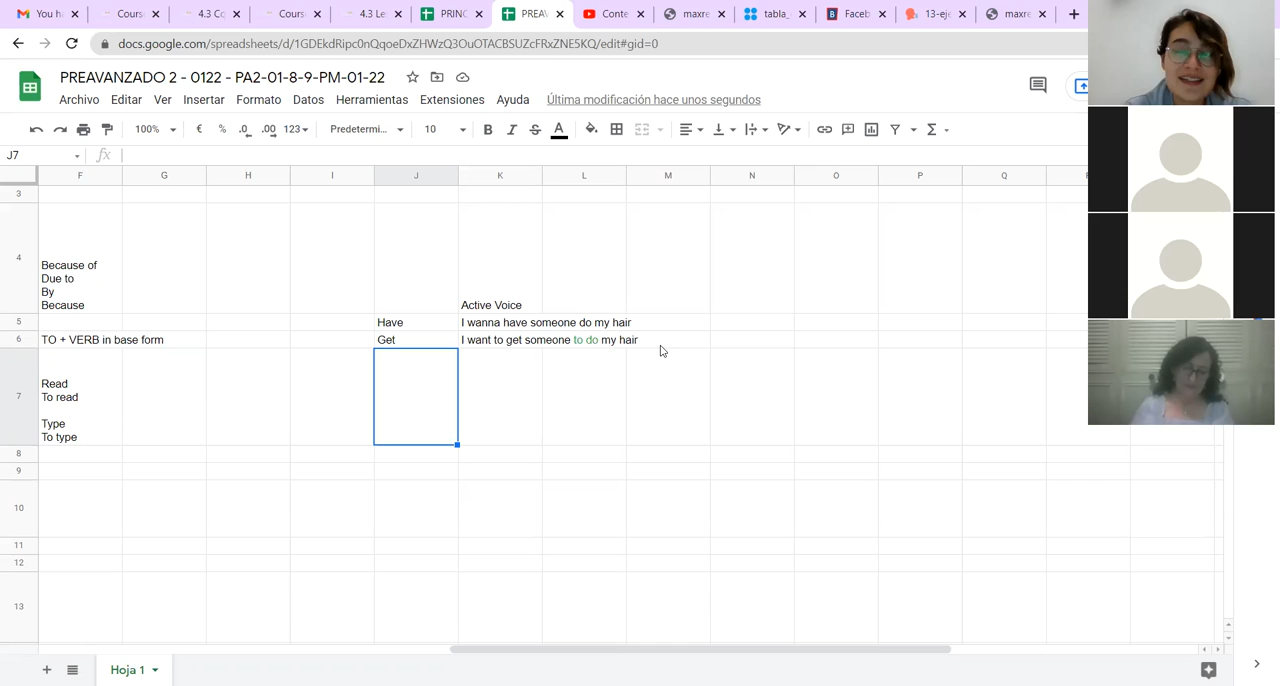 You ha
Cours
4.3 Co
Cours
4.3 Le
PRINC
PREAV
Conte
maxre
tabla_
Faceb
13-eje
maxre
docs.google.com/spreadsheets/d/1GDEkdRipc0nQqoeDxZHWzQ3OuOTACBSUZcFRxZNE5KQ/edit#gid=0
PREAVANZADO 2 - 0122 - PA2-01-8-9-PM-01-22
Archivo Editar Ver Insertar Formato Datos Herramientas Extensiones Ayuda Última modificación hace unos segundos
100% € % .0 .00 123 Predetermi... 10 B I S A Σ
J7 fx
F G H I J K L M N O P Q
3
4
Because of
Due to
By
Because
Active Voice
5 Have I wanna have someone do my hair
6 TO + VERB in base form Get I want to get someone to do my hair
7
Read
To read
Type
To type
8
9
10
11
12
13
Hoja 1